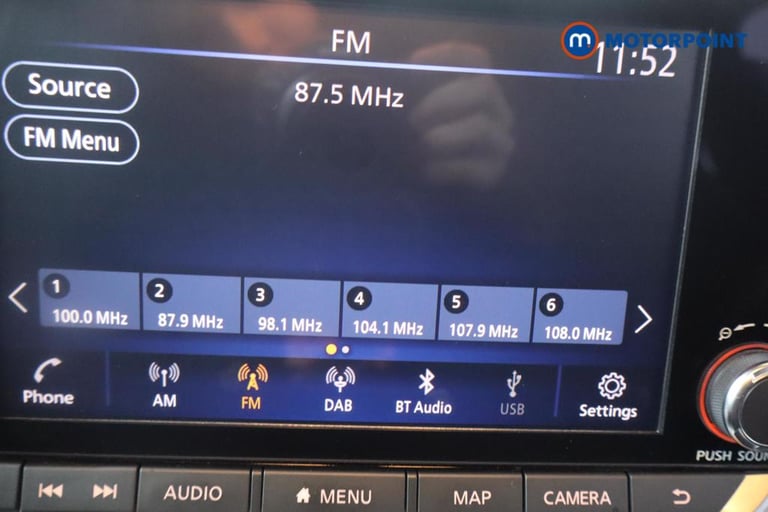 FM
m MOTORPOINT
11:52
Source
87.5 MHz
FM Menu
1 2 3 4 5 6
100.0 MHz 87.9 MHz 98.1 MHz 104.1 MHz 107.9 MHz 108.0 MHz
Phone AM FM DAB BT Audio USB Settings
PUSH SOUN
AUDIO MENU MAP CAMERA